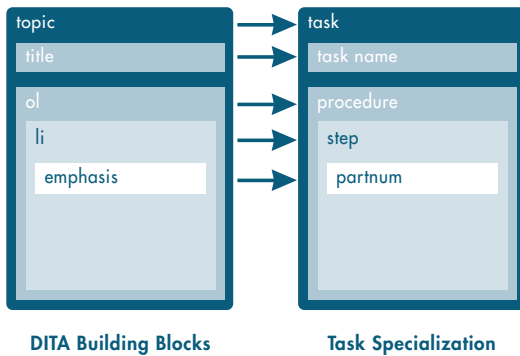 topic
title
ol
li
emphasis
DITA Building Blocks
task
task name
procedure
step
partnum
Task Specialization